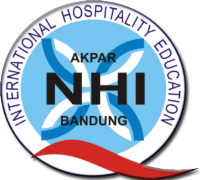 INTERNATIONAL HOSPITALITY EDUCATION
AKPAR
NHI
BANDUNG